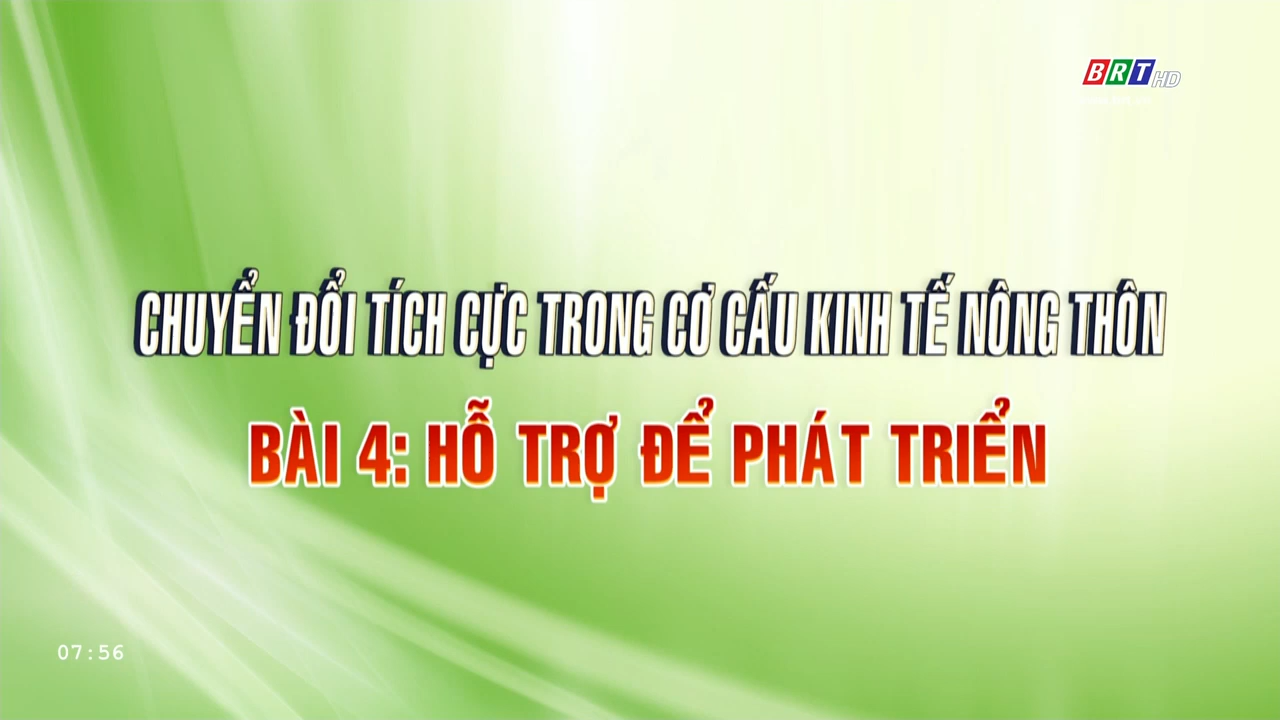 BRT HD
CHUYỂN ĐỔI TÍCH CỰC TRONG CƠ CẤU KINH TẾ NÔNG THÔN
BÀI 4: HỖ TRỢ ĐỂ PHÁT TRIỂN
07:56